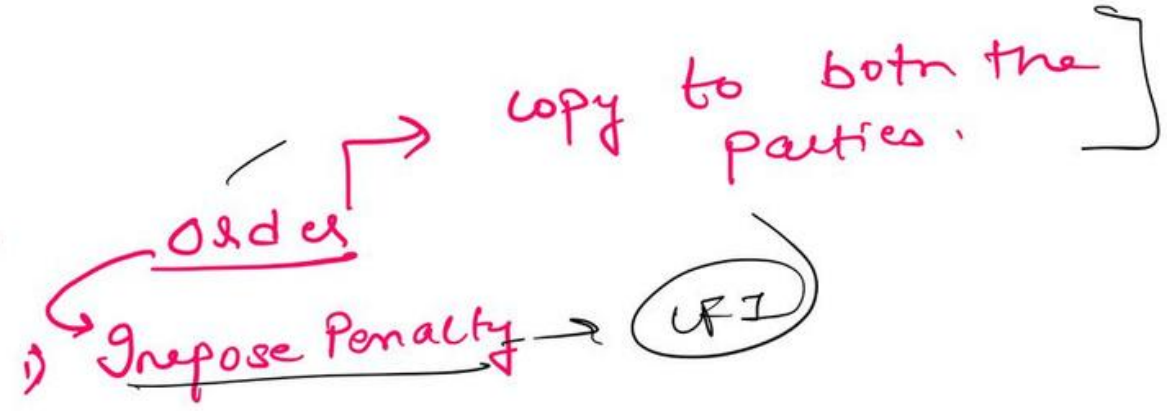 copy to both the
parties.
Order
1) Impose Penalty → UFI